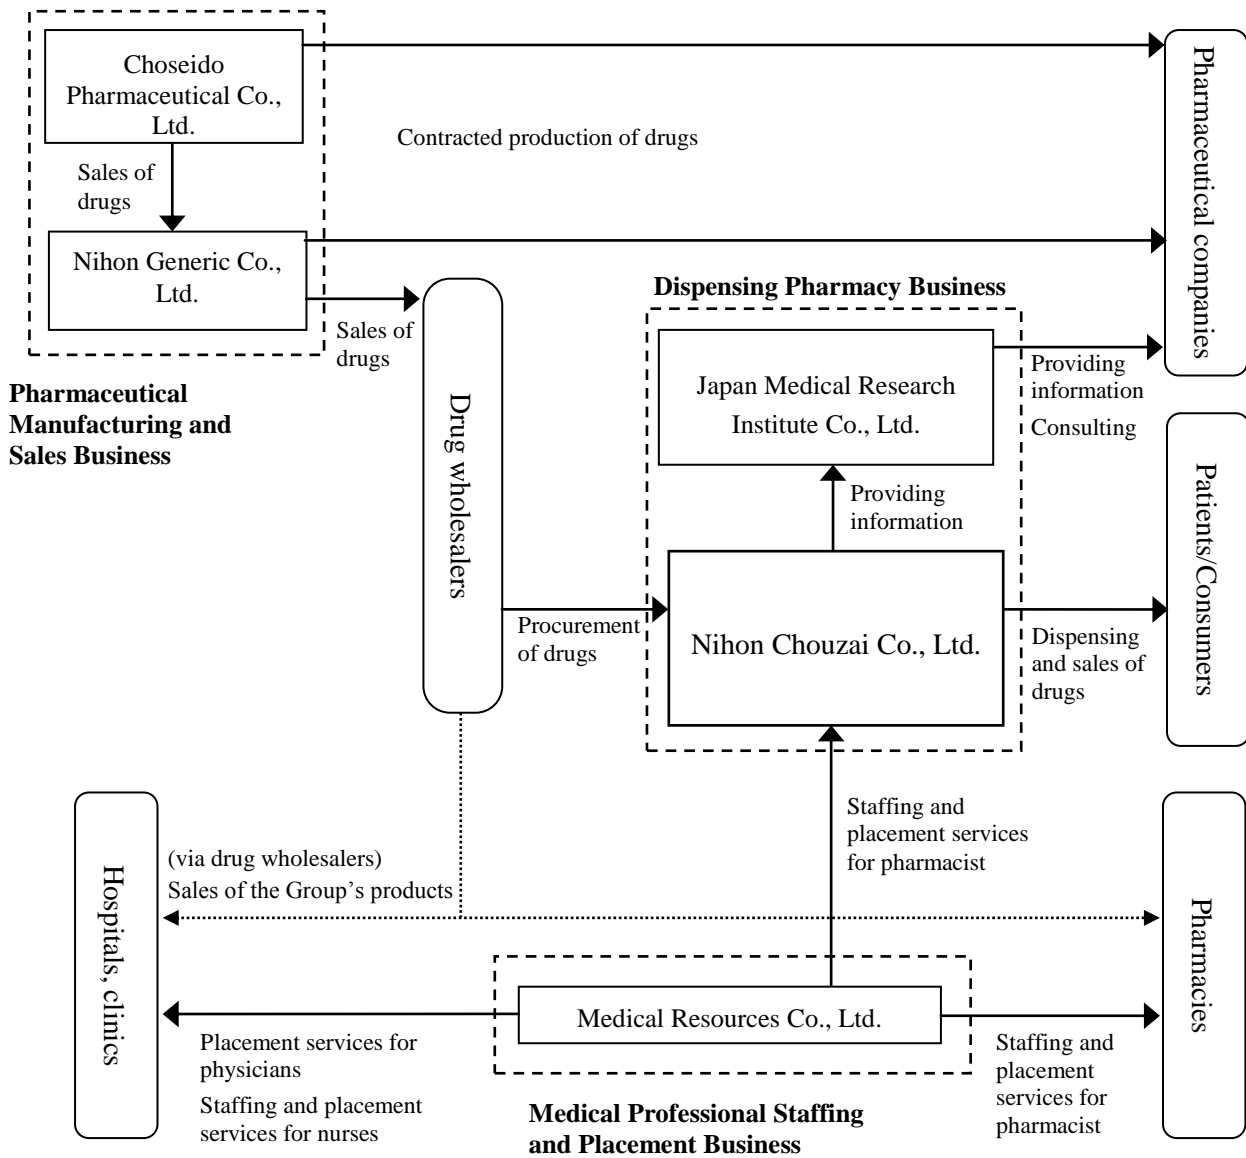 Choseido
Pharmaceutical Co.,
Ltd.
Sales of
drugs
Nihon Generic Co.,
Ltd.
Pharmaceutical
Manufacturing and
Sales Business
Contracted production of drugs
Pharmaceutical companies
Sales of
drugs
Drug wholesalers
Dispensing Pharmacy Business
Japan Medical Research
Institute Co., Ltd.
Providing
information
Consulting
Providing
information
Procurement
of drugs
Nihon Chouzai Co., Ltd.
Dispensing
and sales of
drugs
Patients/Consumers
Staffing and
placement services
for pharmacist
(via drug wholesalers)
Sales of the Group’s products
Hospitals, clinics
Pharmacies
Medical Resources Co., Ltd.
Placement services for
physicians
Staffing and placement
services for nurses
Staffing and
placement
services for
pharmacist
Medical Professional Staffing
and Placement Business